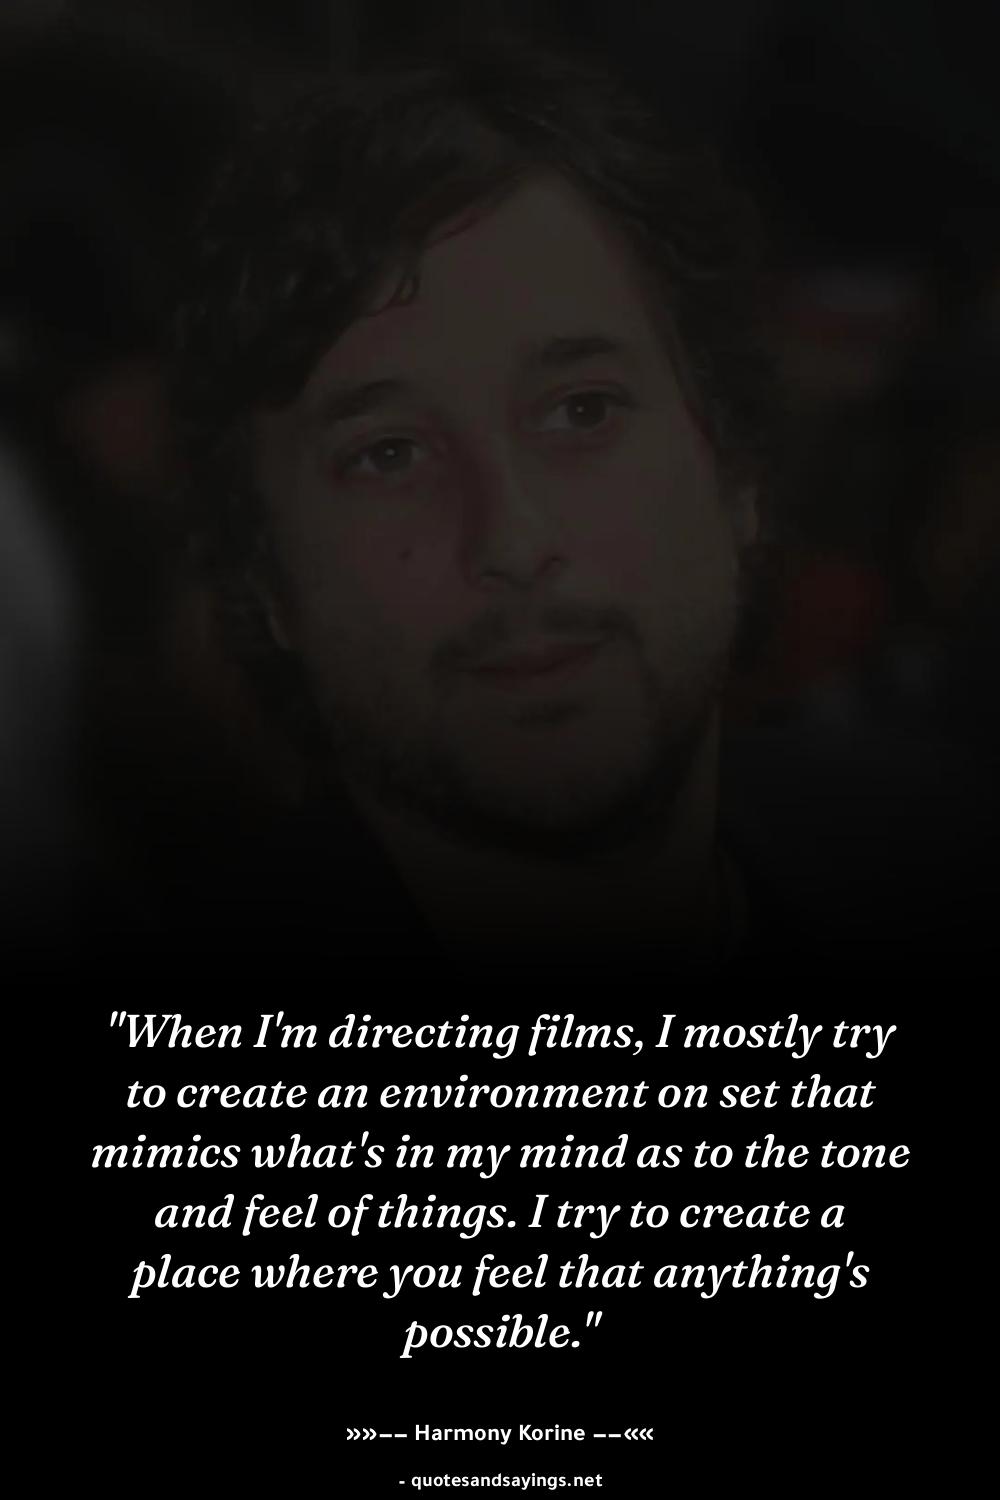 "When I'm directing films, I mostly try
to create an environment on set that
mimics what's in my mind as to the tone
and feel of things. I try to create a
place where you feel that anything's
possible."
»»–– Harmony Korine ––««
- quotesandsayings.net